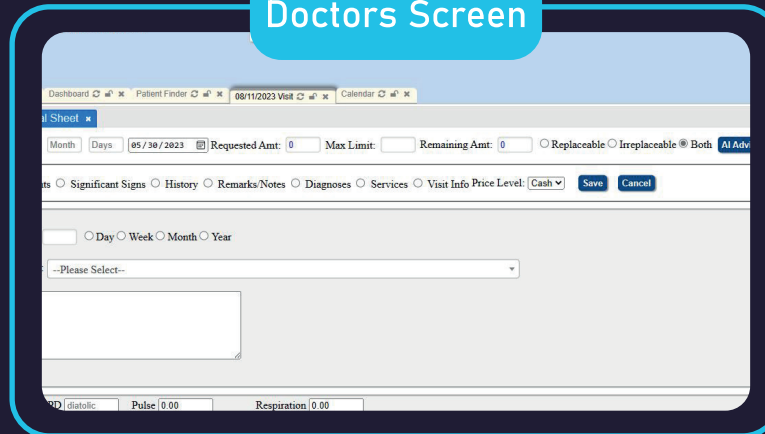 Doctors Screen
Dashboard Patient Finder 08/11/2023 Visit Calendar
al Sheet
Month Days 05/30/2023 Requested Amt: 0 Max Limit: Remaining Amt: 0 Replaceable Irreplaceable Both AI Advi
nts Significant Signs History Remarks/Notes Diagnoses Services Visit Info Price Level: Cash Save Cancel
Day Week Month Year
: --Please Select--
PD diatolic Pulse 0.00 Respiration 0.00